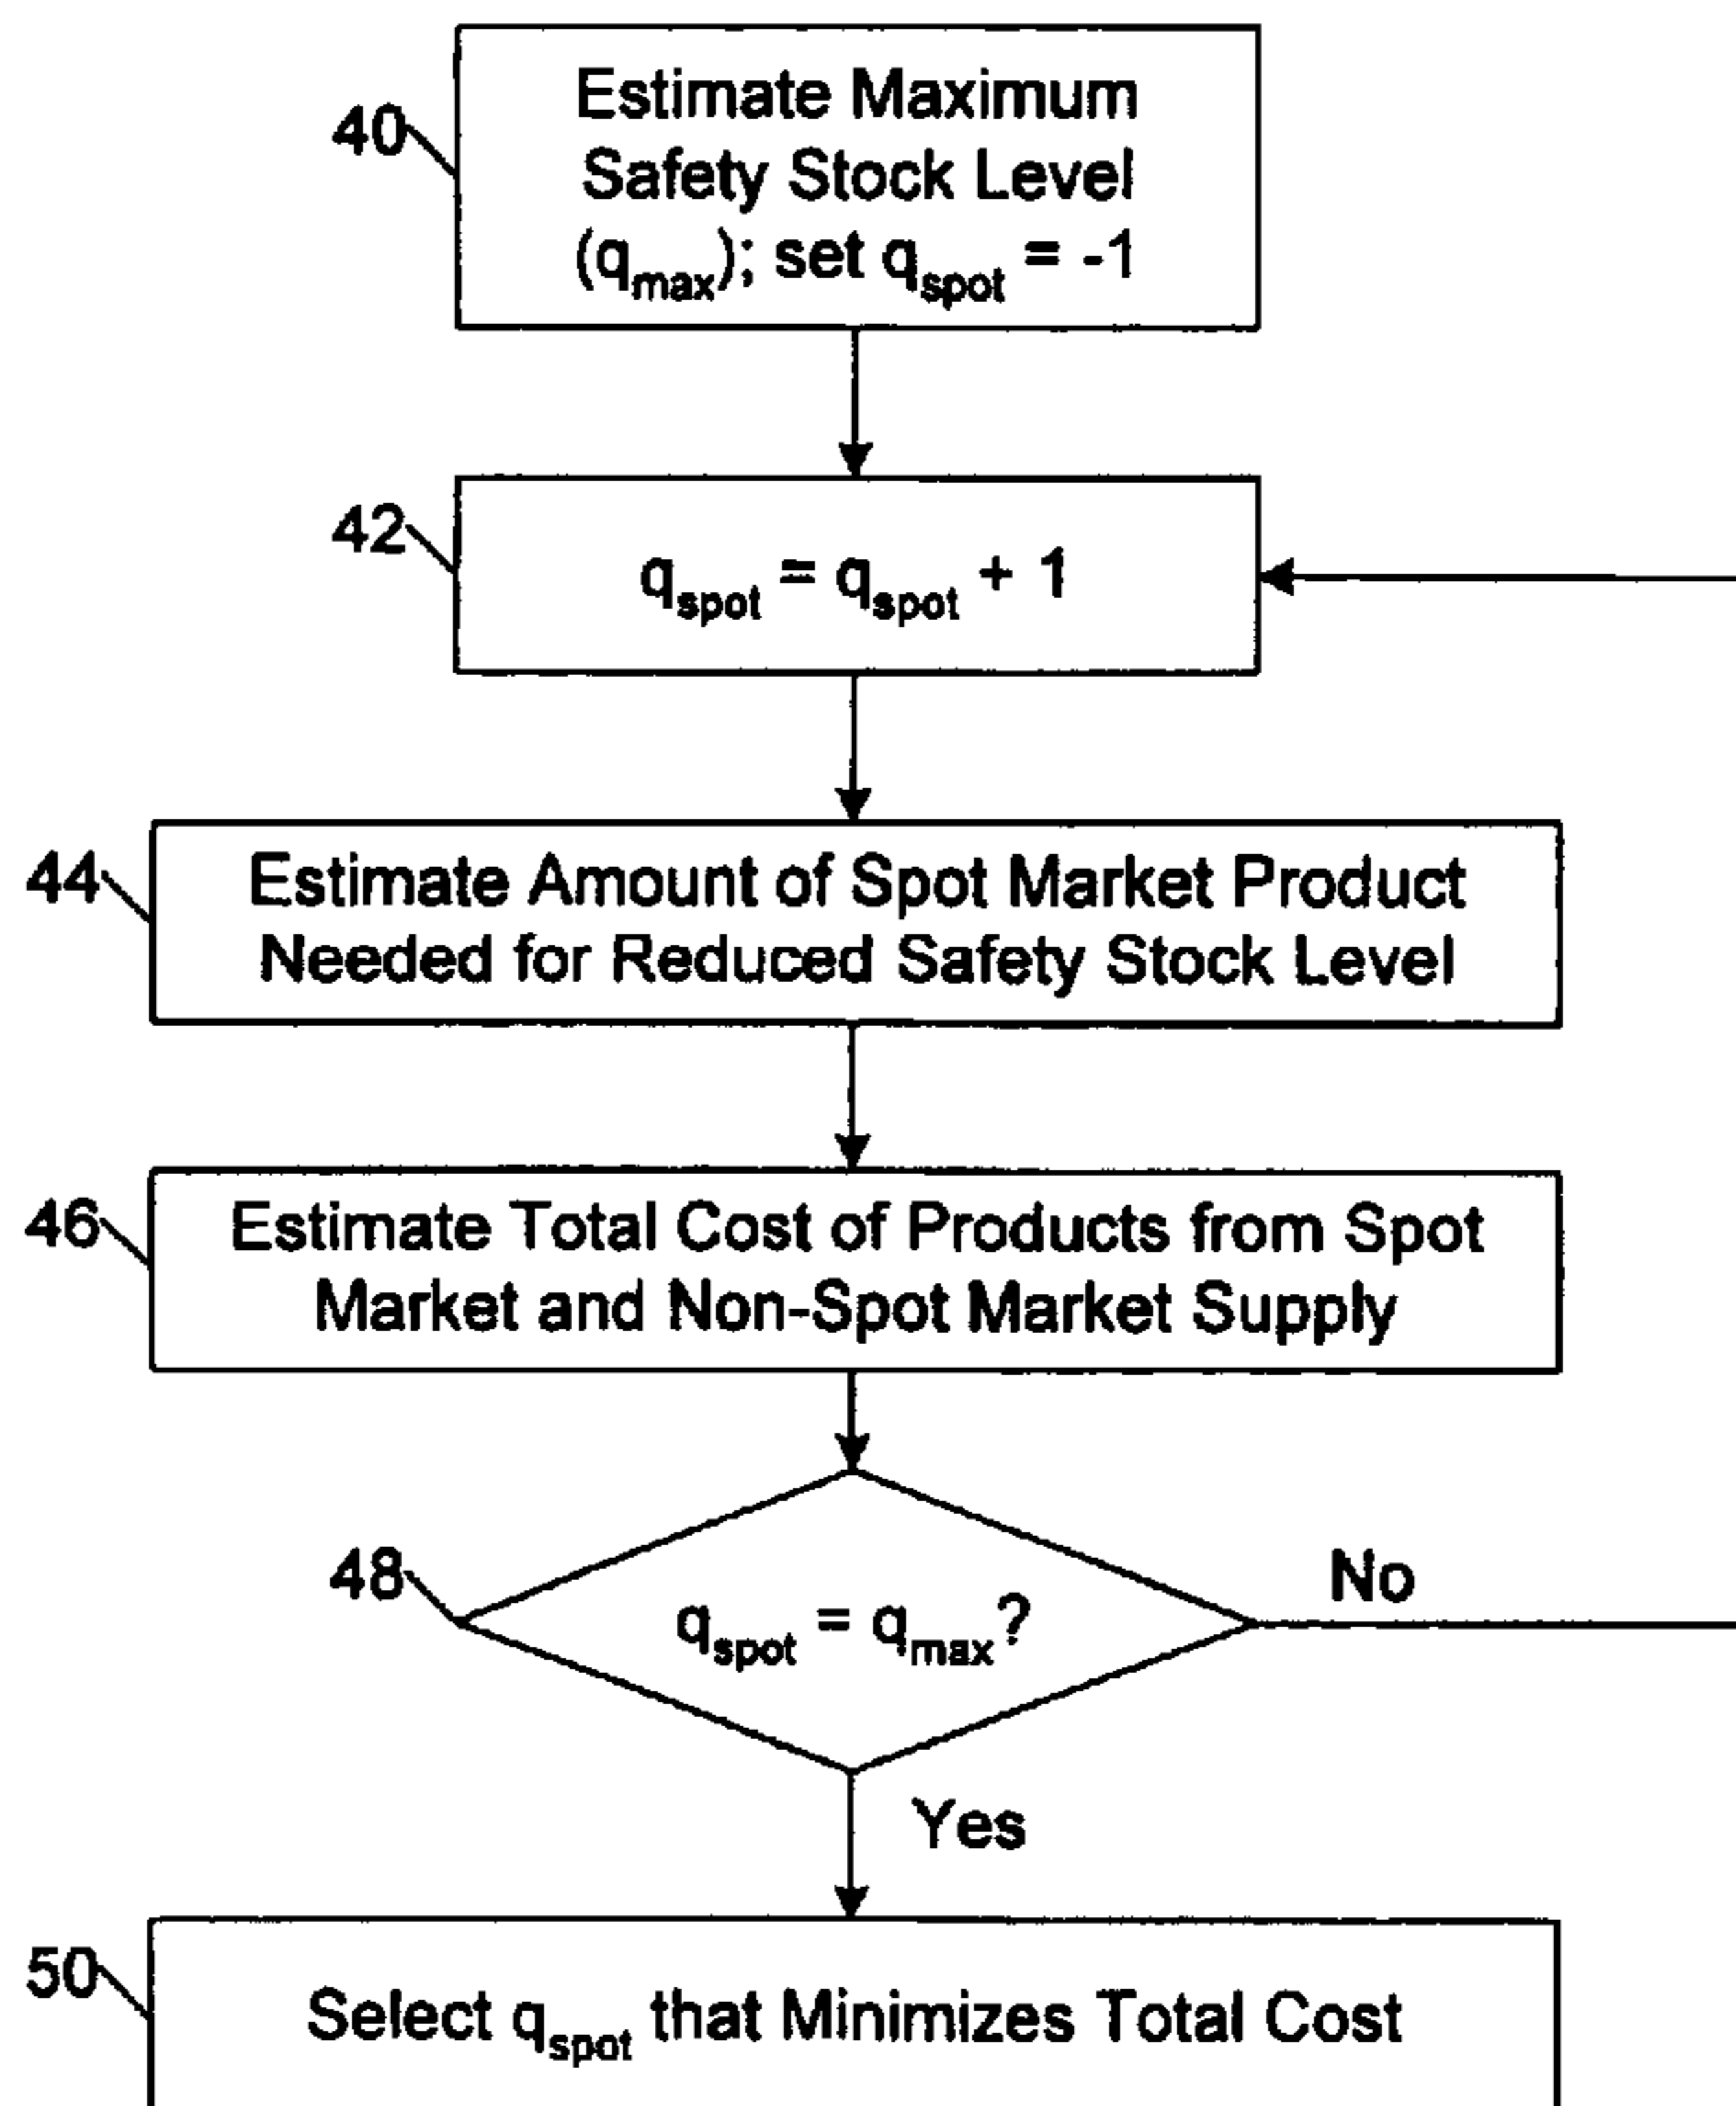 40
Estimate Maximum
Safety Stock Level
(qmax); set qspot = -1
42
qspot = qspot + 1
44
Estimate Amount of Spot Market Product
Needed for Reduced Safety Stock Level
46
Estimate Total Cost of Products from Spot
Market and Non-Spot Market Supply
48
qspot = qmax?
No
Yes
50
Select qspot that Minimizes Total Cost